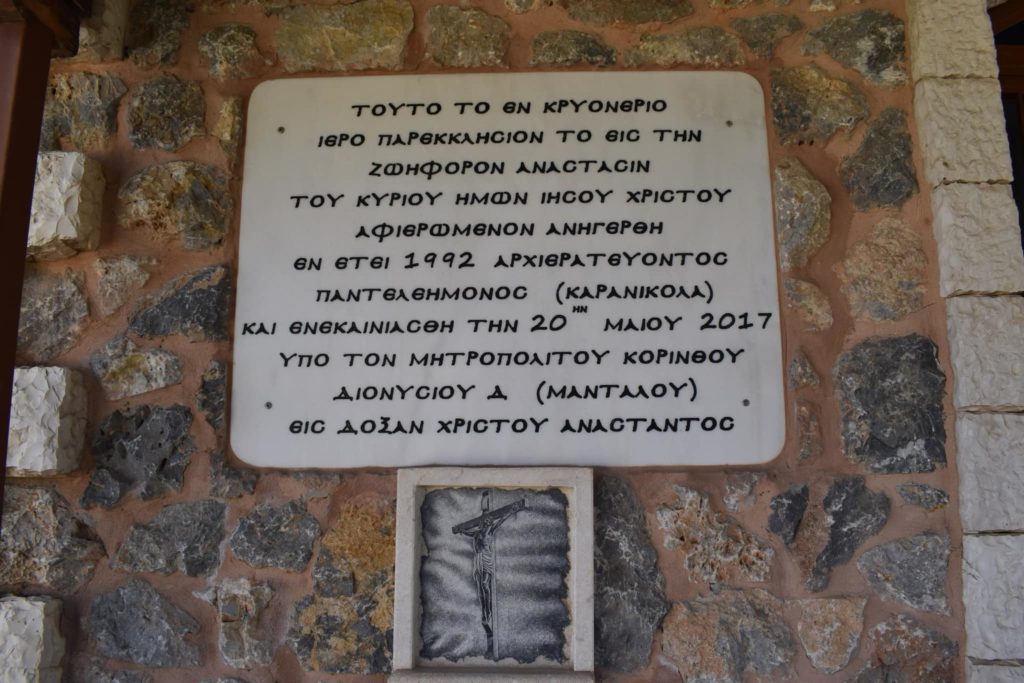 ΤΟΥΤΟ ΤΟ ΕΝ ΚΡΥΟΝΕΡΙΟ
ΙΕΡΟ ΠΑΡΕΚΚΛΗΣΙΟΝ ΤΟ ΕΙΣ ΤΗΝ
ΖΩΗΦΟΡΟΝ ΑΝΑΣΤΑΣΙΝ
ΤΟΥ ΚΥΡΙΟΥ ΗΜΩΝ ΙΗΣΟΥ ΧΡΙΣΤΟΥ
ΑΦΙΕΡΩΜΕΝΟΝ ΑΝΗΓΕΡΘΗ
ΕΝ ΕΤΕΙ 1992 ΑΡΧΙΕΡΑΤΕΥΟΝΤΟΣ
ΠΑΝΤΕΛΕΗΜΟΝΟΣ (ΚΑΡΑΝΙΚΟΛΑ)
ΚΑΙ ΕΝΕΚΑΙΝΙΑΣΘΗ ΤΗΝ 20ΗΝ ΜΑΙΟΥ 2017
ΥΠΟ ΤΟΝ ΜΗΤΡΟΠΟΛΙΤΟΥ ΚΟΡΙΝΘΟΥ
ΔΙΟΝΥΣΙΟΥ Δ (ΜΑΝΤΑΛΟΥ)
ΕΙΣ ΔΟΞΑΝ ΧΡΙΣΤΟΥ ΑΝΑΣΤΑΝΤΟΣ